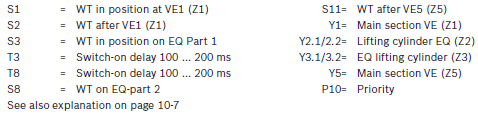 S1 = WT in position at VE1 (Z1)
S2 = WT after VE1 (Z1)
S3 = WT in position on EQ Part 1
T3 = Switch-on delay 100 ... 200 ms
T8 = Switch-on delay 100 ... 200 ms
S8 = WT on EQ-part 2
See also explanation on page 10-7
S11= WT after VE5 (Z5)
Y1= Main section VE (Z1)
Y2.1/2.2= Lifting cylinder EQ (Z2)
Y3.1/3.2= EQ lifting cylinder (Z3)
Y5= Main section VE (Z5)
P10= Priority